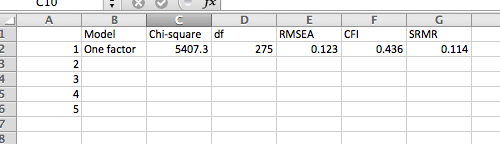 C10 fx
A B C D E F G
1 Model Chi-square df RMSEA CFI SRMR
2 1 One factor 5407.3 275 0.123 0.436 0.114
3 2
4 3
5 4
6 5
7
8